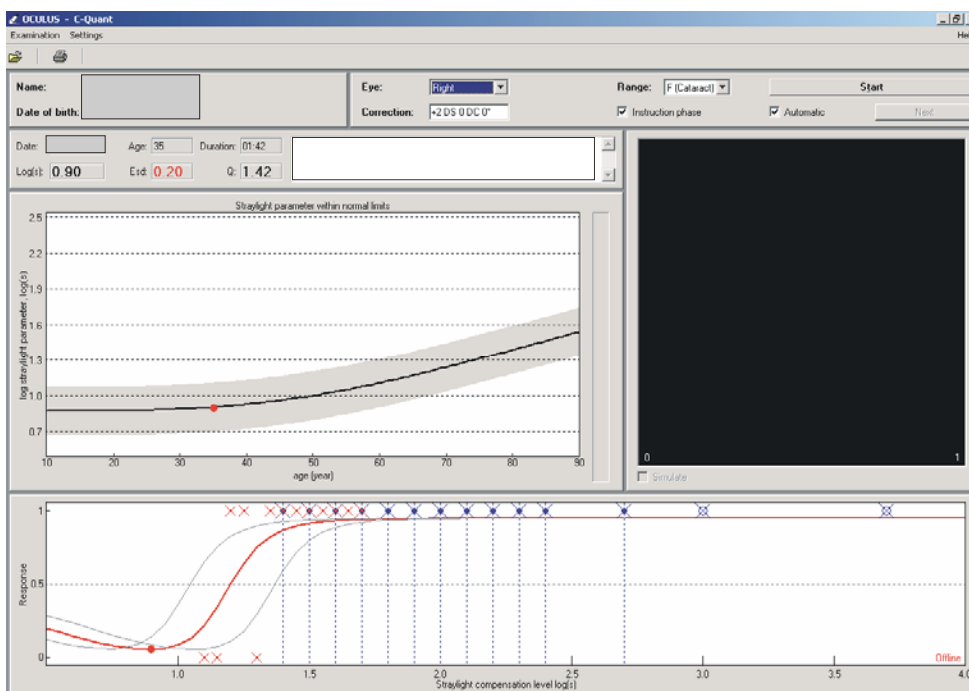 OCULUS - C-Quant
Examination Settings
Name:
Date of birth:
Eye: Right
Correction: +2 DS 0 DC 0°
Range: F (Cataract) Start
Instruction phase Automatic Next
Date: Age: 35 Duration: 01:42
Log(s): 0.90 Esd: 0.20 Q: 1.42
Straylight parameter within normal limits
log straylight parameter, log(s)
2.5
2.2
1.9
1.6
1.3
1.0
0.7
10 20 30 40 50 60 70 80 90
age (year)
0 1
Simulate
Response
1
0.5
0
Offline
1.0 1.5 2.0 2.5 3.0 3.5 4.0
Straylight compensation level log(s)